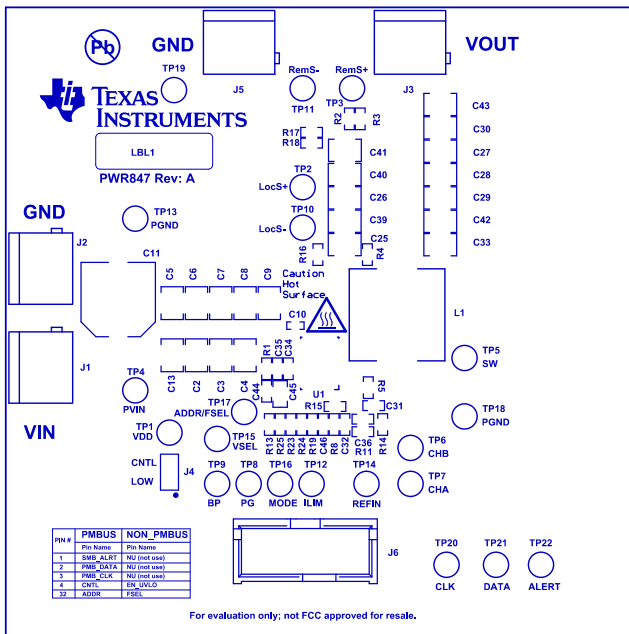 Pb
GND
VOUT
TP19
RemS-
RemS+
J5
J3
TP11
TP3
TEXAS
INSTRUMENTS
R2
R3
C43
R17
C30
R18
LBL1
C41
C27
PWR847 Rev: A
TP2
C40
C28
LocS+
C26
C29
GND
TP13
TP10
PGND
LocS-
C39
C42
J2
C25
C33
C11
R16
R4
C5
C6
C7
C8
C9
Caution
Hot
Surface
C10
L1
J1
R1
C35
C34
TP5
SW
TP4
C13
C2
C3
C4
C44
C45
U1
R5
PVIN
TP17
ADDR/FSEL
R15
C31
TP18
PGND
VIN
TP1
VDD
TP15
VSEL
R13
R25
R23
R24
R19
C46
R8
C32
C36
R11
R14
TP6
CHB
CNTL
J4
LOW
TP9
TP8
TP16
TP12
TP14
TP7
CHA
BP
PG
MODE
ILIM
REFIN
PIN # PMBUS NON_PMBUS
Pin Name Pin Name
1 SMB_ALRT NU (not use)
2 PMB_DATA NU (not use)
3 PMB_CLK NU (not use)
4 CNTL EN_UVLO
32 ADDR FSEL
J6
TP20
TP21
TP22
CLK
DATA
ALERT
For evaluation only; not FCC approved for resale.